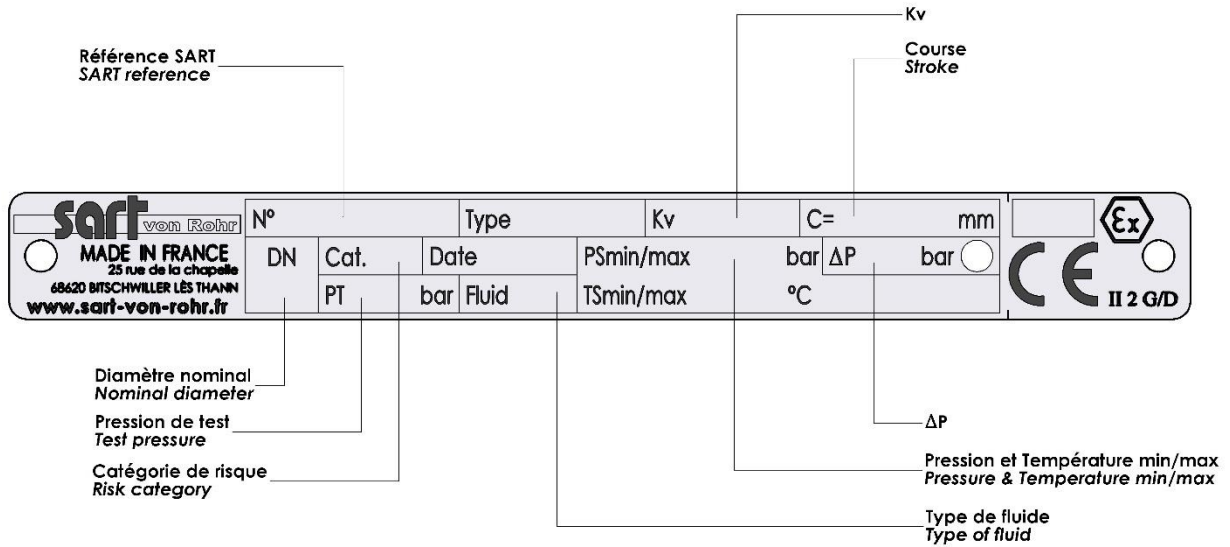 Kv
Référence SART
SART reference
Course
Stroke
sart von Rohr
MADE IN FRANCE
25 rue de la chapelle
68620 BITSCHWILLER LÈS THANN
www.sart-von-rohr.fr
N° Type Kv C= mm
DN Cat. Date PSmin/max bar ΔP bar
PT bar Fluid TSmin/max °C
Ex
CE II 2 G/D
Diamètre nominal
Nominal diameter
Pression de test
Test pressure
ΔP
Catégorie de risque
Risk category
Pression et Température min/max
Pressure & Temperature min/max
Type de fluide
Type of fluid